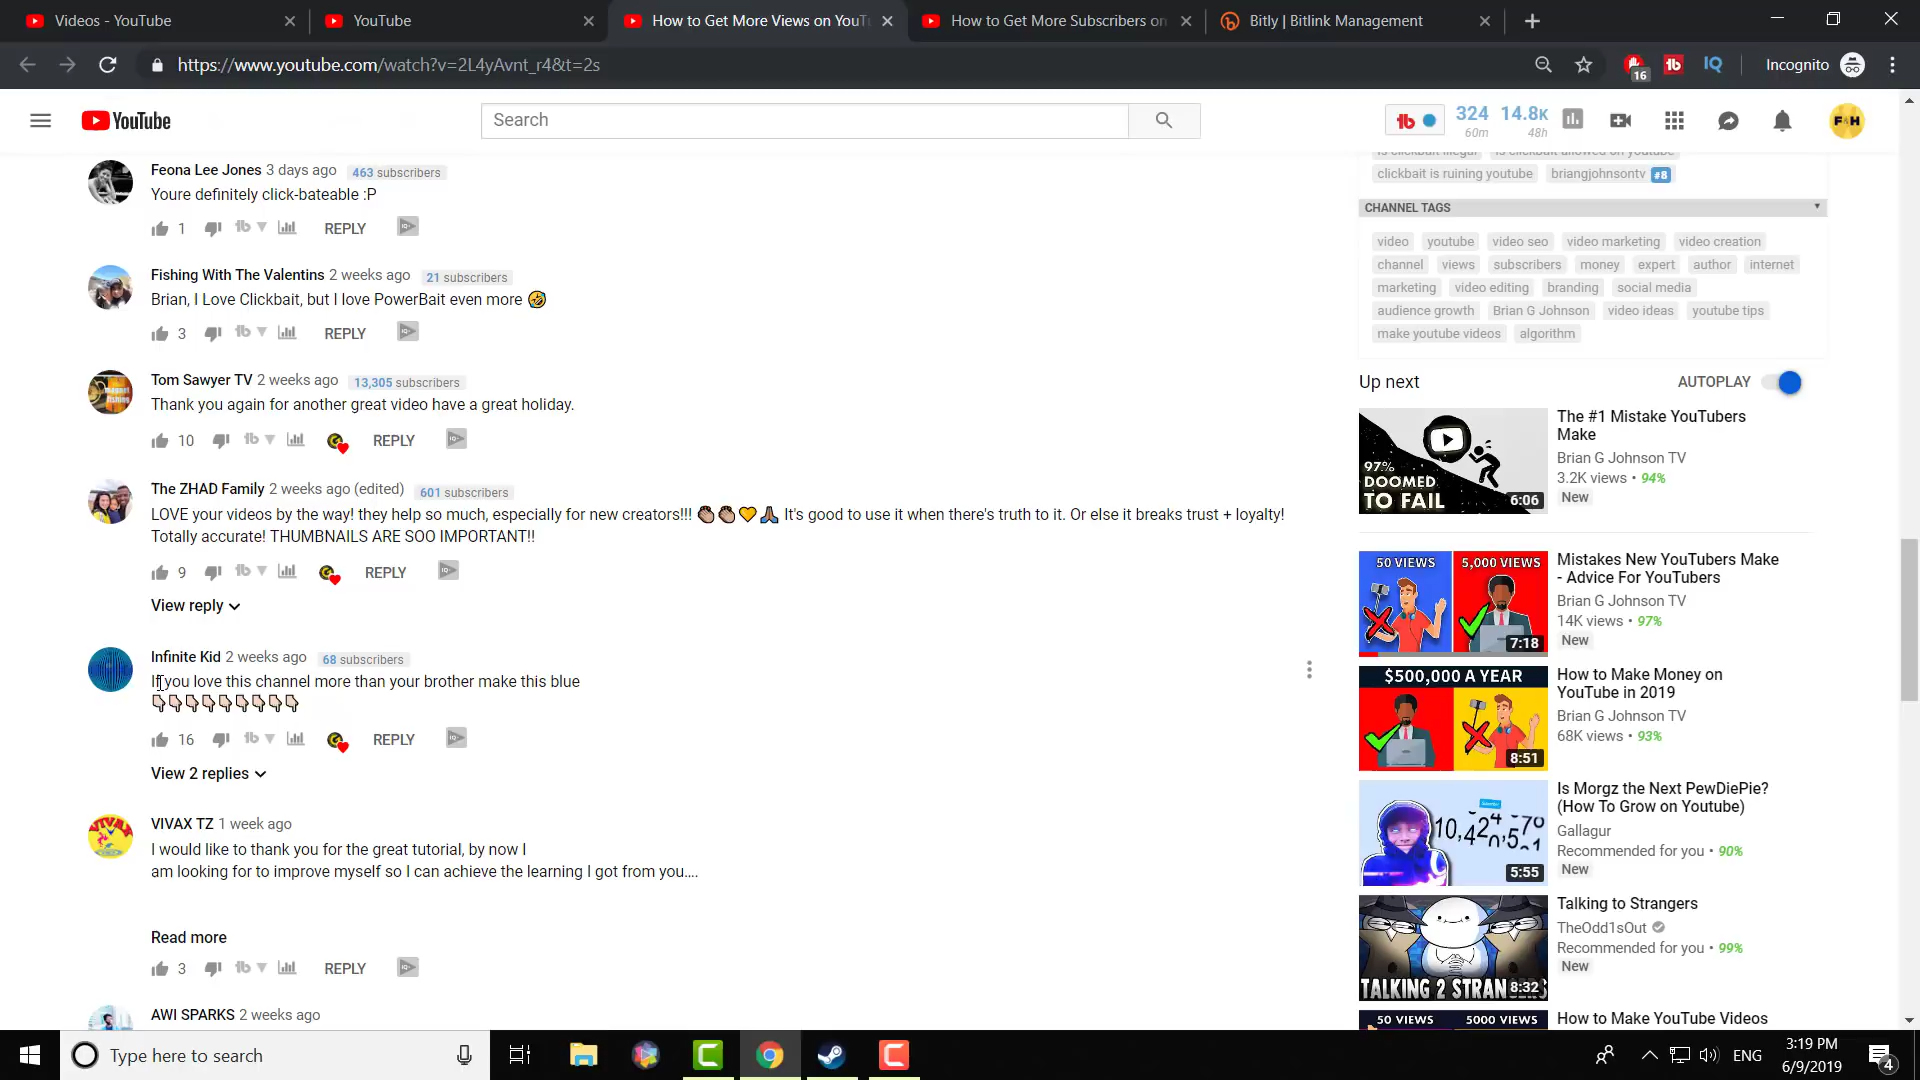 Videos - YouTube
YouTube
How to Get More Views on YouT
How to Get More Subscribers on
Bitly | Bitlink Management
https://www.youtube.com/watch?v=2L4yAvnt_r4&t=2s
16
tb
IQ
Incognito
YouTube
Search
tb
324
60m
14.8K
48h
F&H
Feona Lee Jones 3 days ago 463 subscribers
Youre definitely click-bateable :P
1 REPLY
Fishing With The Valentins 2 weeks ago 21 subscribers
Brian, I Love Clickbait, but I love PowerBait even more 🤣
3 REPLY
Tom Sawyer TV 2 weeks ago 13,305 subscribers
Thank you again for another great video have a great holiday.
10 REPLY
The ZHAD Family 2 weeks ago (edited) 601 subscribers
LOVE your videos by the way! they help so much, especially for new creators!!! 👏🏽👏🏽💛🙏🏽 It's good to use it when there's truth to it. Or else it breaks trust + loyalty!
Totally accurate! THUMBNAILS ARE SOO IMPORTANT!!
9 REPLY
View reply
Infinite Kid 2 weeks ago 68 subscribers
If you love this channel more than your brother make this blue
👇🏻👇🏻👇🏻👇🏻👇🏻👇🏻👇🏻👇🏻👇🏻
16 REPLY
View 2 replies
VIVAX TZ 1 week ago
I would like to thank you for the great tutorial, by now I
am looking for to improve myself so I can achieve the learning I got from you....
Read more
3 REPLY
AWI SPARKS 2 weeks ago
is clickbait illegal is clickbait allowed on youtube
clickbait is ruining youtube briangjohnsontv #8
CHANNEL TAGS
video youtube video seo video marketing video creation
channel views subscribers money expert author internet
marketing video editing branding social media
audience growth Brian G Johnson video ideas youtube tips
make youtube videos algorithm
Up next AUTOPLAY
97%
DOOMED
TO FAIL
6:06
The #1 Mistake YouTubers
Make
Brian G Johnson TV
3.2K views • 94%
New
50 VIEWS 5,000 VIEWS
7:18
Mistakes New YouTubers Make
- Advice For YouTubers
Brian G Johnson TV
14K views • 97%
New
$500,000 A YEAR
8:51
How to Make Money on
YouTube in 2019
Brian G Johnson TV
68K views • 93%
5:55
Is Morgz the Next PewDiePie?
(How To Grow on Youtube)
Gallagur
Recommended for you • 90%
New
TALKING 2 STRAN
8:32
Talking to Strangers
TheOdd1sOut
Recommended for you • 99%
New
50 VIEWS 5000 VIEWS
How to Make YouTube Videos
Type here to search
ENG
3:19 PM
6/9/2019
4